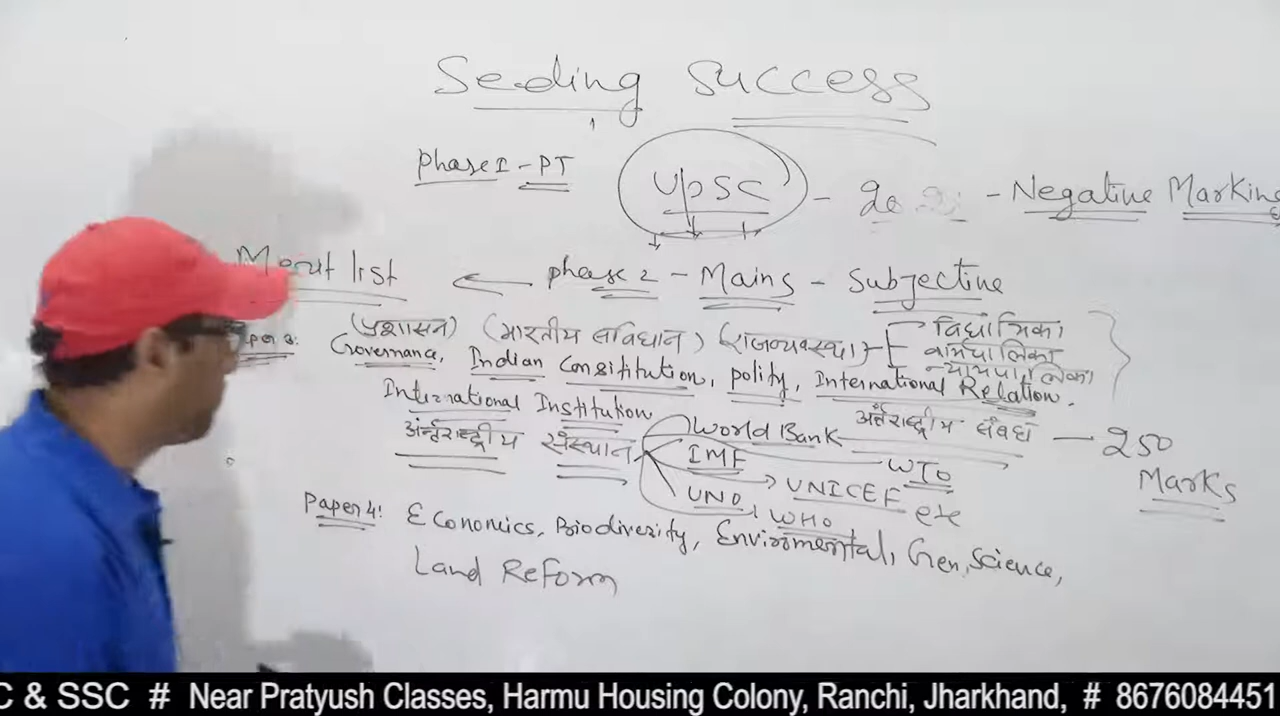 Seeding Success
Phase I - PT
UPSC - 20 - Negative Marking
Merit list ← phase 2 - Mains - Subjective
(प्रशासन) (भारतीय संविधान) (राजव्यवस्था) - विधायिका
कार्यपालिका
न्यायपालिका
Governance, Indian Consititution, polity, International Relation.
International Institution
अंर्तराष्ट्रीय संबंध - 250 Marks
अंर्न्तराष्ट्रीय संस्थान
World Bank
IMF
WTO
UNICEF etc
UNO
WHO
Paper 4: Economics, Biodiversity, Envirmental, Gen. Science,
Land Reform
C & SSC # Near Pratyush Classes, Harmu Housing Colony, Ranchi, Jharkhand, # 8676084451